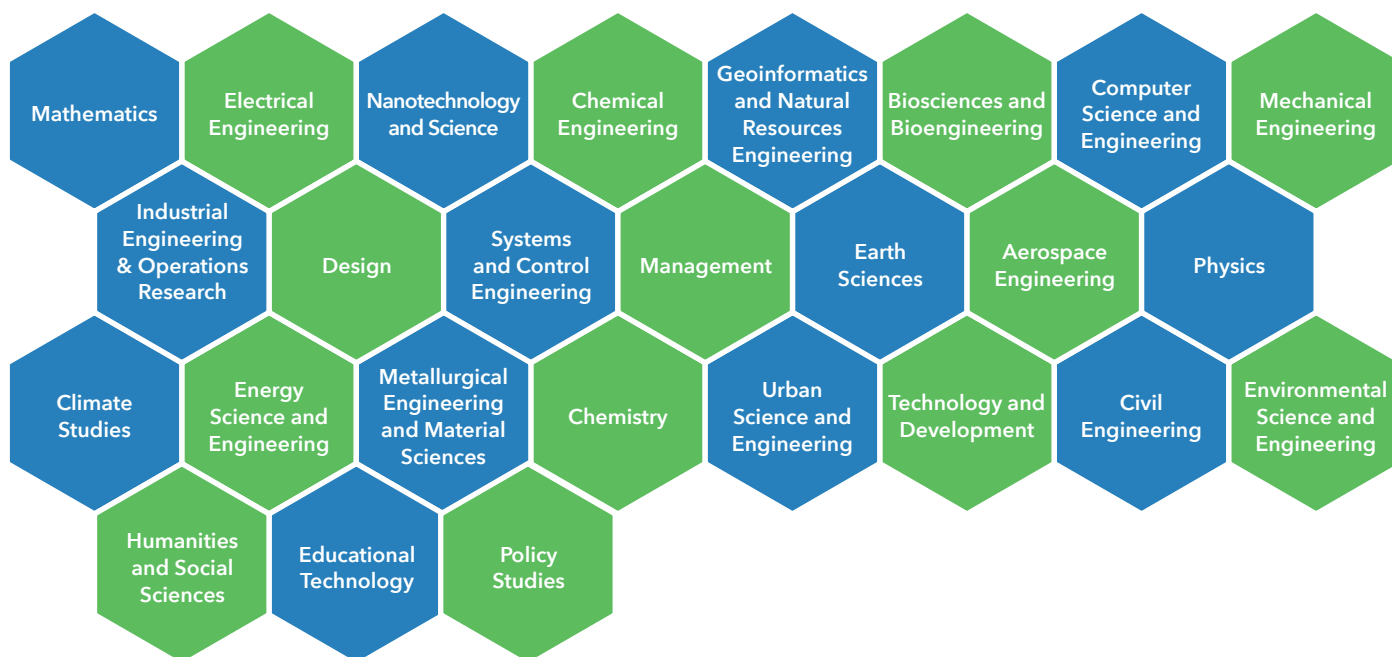 Mathematics
Electrical
Engineering
Nanotechnology
and Science
Chemical
Engineering
Geoinformatics
and Natural
Resources
Engineering
Biosciences and
Bioengineering
Computer
Science and
Engineering
Mechanical
Engineering
Industrial
Engineering
& Operations
Research
Design
Systems
and Control
Engineering
Management
Earth
Sciences
Aerospace
Engineering
Physics
Climate
Studies
Energy
Science and
Engineering
Metallurgical
Engineering
and Material
Sciences
Chemistry
Urban
Science and
Engineering
Technology and
Development
Civil
Engineering
Environmental
Science and
Engineering
Humanities
and Social
Sciences
Educational
Technology
Policy
Studies